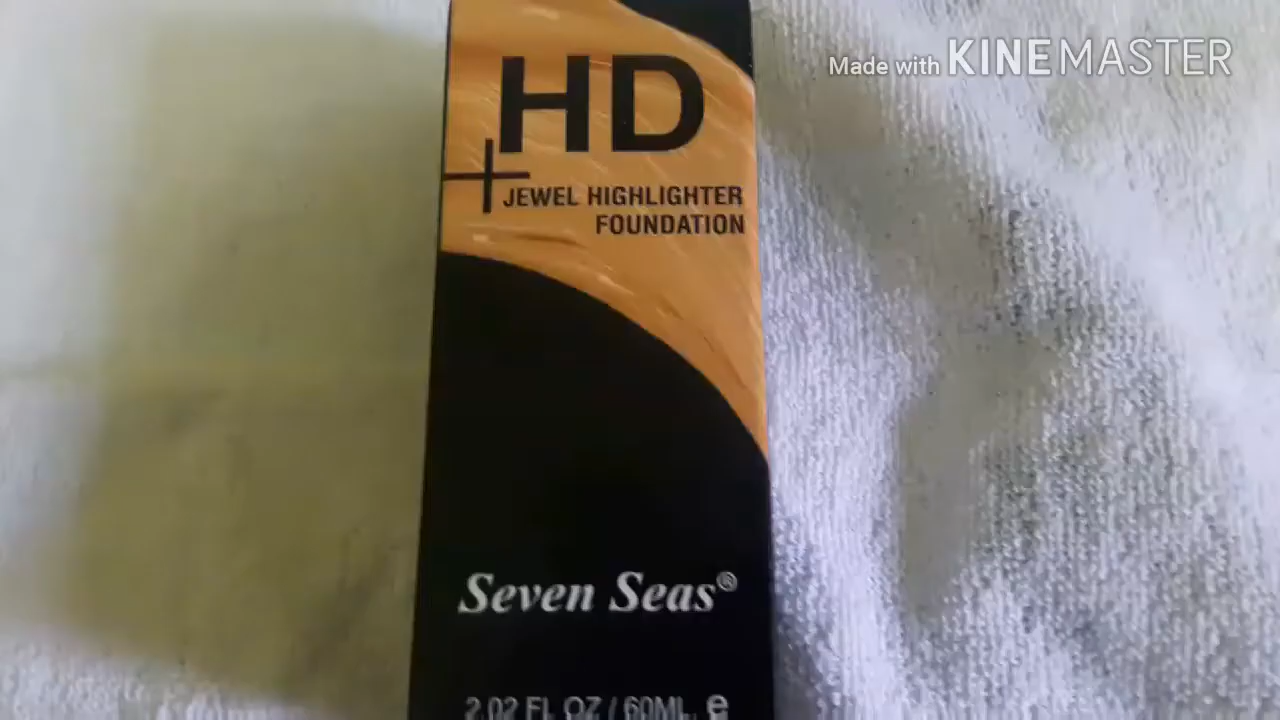 Made with KINEMASTER
HD
JEWEL HIGHLIGHTER
FOUNDATION
Seven Seas®
2.02 FL OZ / 60ML. e